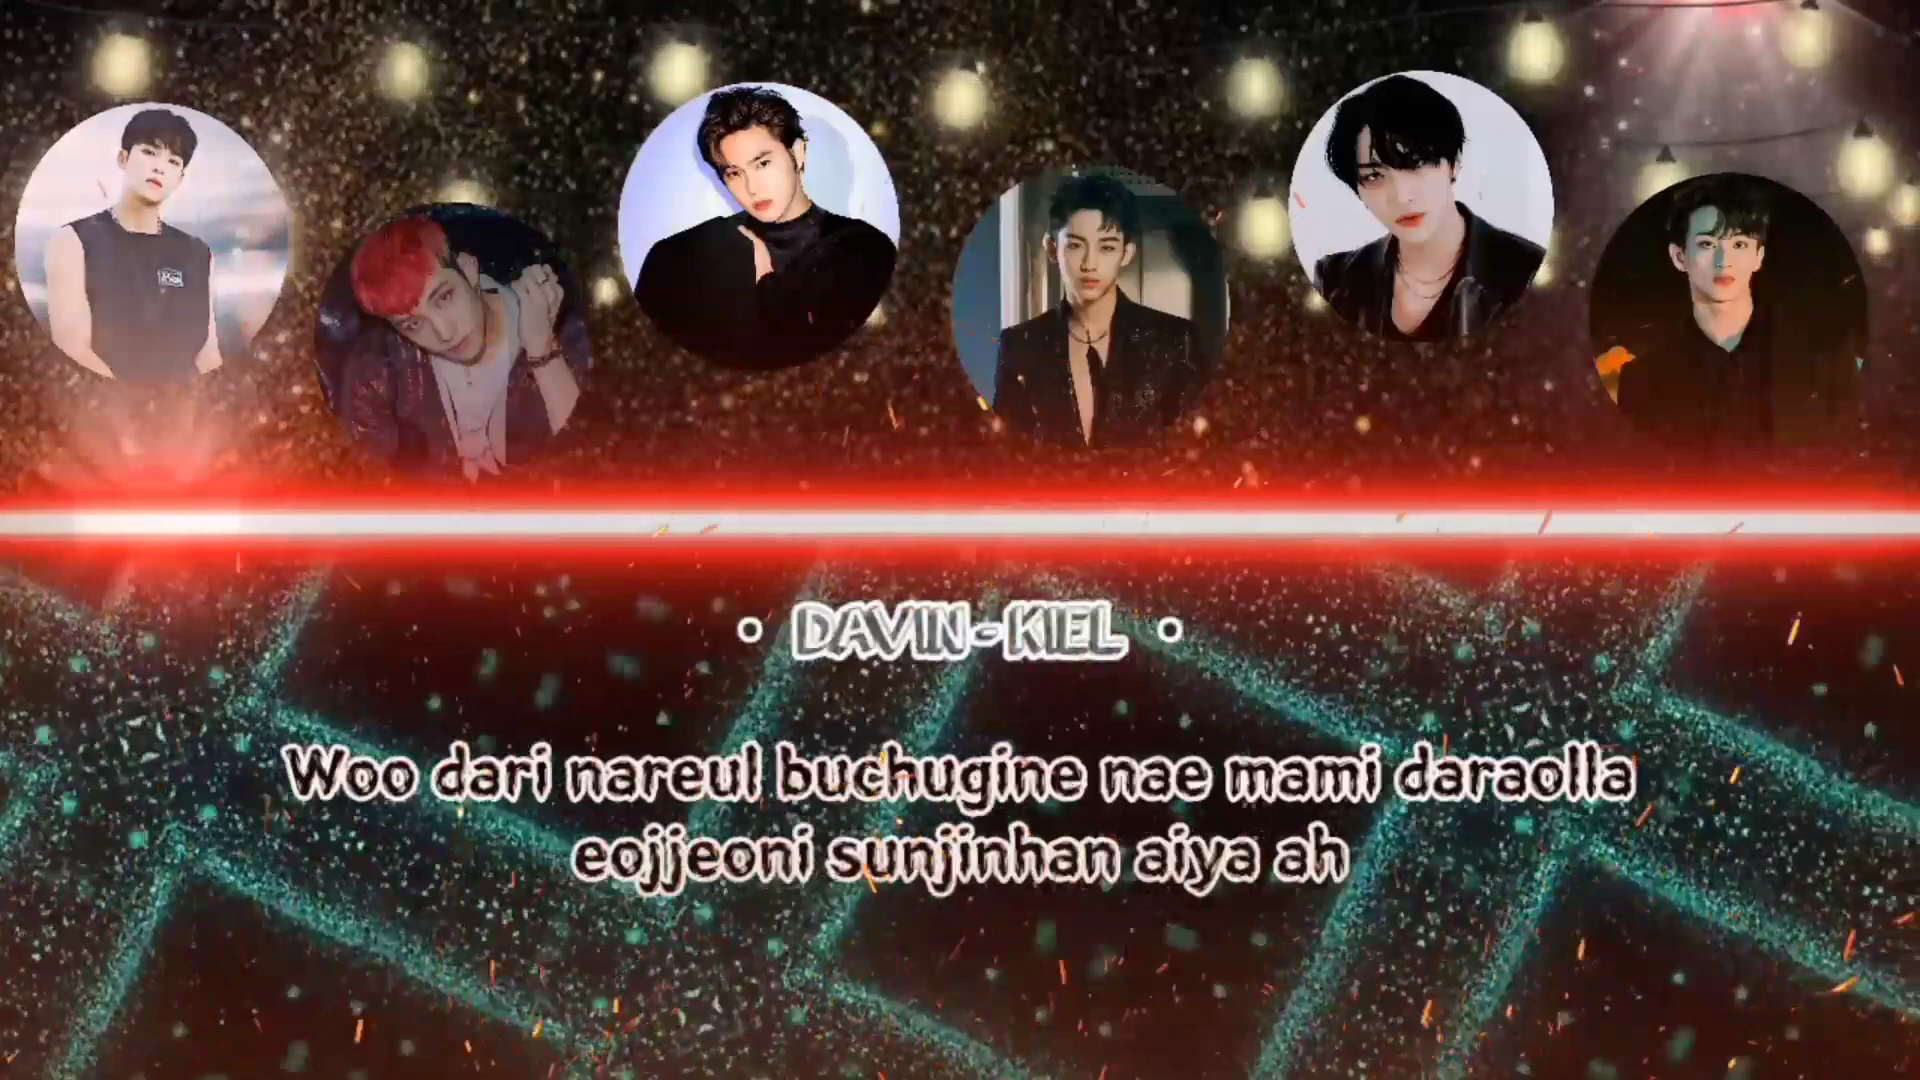 • DAVIN - KIEL •
Woo dari nareul buchugine nae mami daraolla
eojjeoni sunjinhan aiya ah